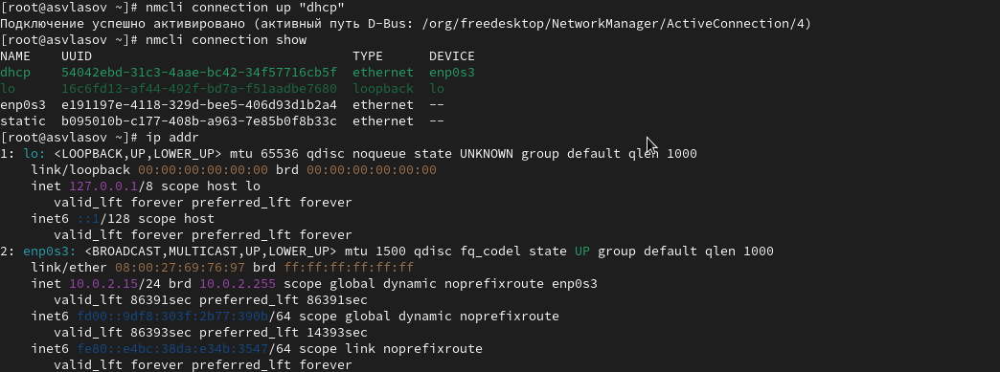 [root@asvlasov ~]# nmcli connection up "dhcp"
Подключение успешно активировано (активный путь D-Bus: /org/freedesktop/NetworkManager/ActiveConnection/4)
[root@asvlasov ~]# nmcli connection show
NAME    UUID                                  TYPE      DEVICE
dhcp    54042ebd-31c3-4aae-bc42-34f57716cb5f  ethernet  enp0s3
lo      16c6fd13-af44-492f-bd7a-f51aadbe7680  loopback  lo
enp0s3  e191197e-4118-329d-bee5-406d93d1b2a4  ethernet  --
static  b095010b-c177-408b-a963-7e85b0f8b33c  ethernet  --
[root@asvlasov ~]# ip addr
1: lo: <LOOPBACK,UP,LOWER_UP> mtu 65536 qdisc noqueue state UNKNOWN group default qlen 1000
    link/loopback 00:00:00:00:00:00 brd 00:00:00:00:00:00
    inet 127.0.0.1/8 scope host lo
       valid_lft forever preferred_lft forever
    inet6 ::1/128 scope host
       valid_lft forever preferred_lft forever
2: enp0s3: <BROADCAST,MULTICAST,UP,LOWER_UP> mtu 1500 qdisc fq_codel state UP group default qlen 1000
    link/ether 08:00:27:69:76:97 brd ff:ff:ff:ff:ff:ff
    inet 10.0.2.15/24 brd 10.0.2.255 scope global dynamic noprefixroute enp0s3
       valid_lft 86391sec preferred_lft 86391sec
    inet6 fd00::9df8:303f:2b77:390b/64 scope global dynamic noprefixroute
       valid_lft 86393sec preferred_lft 14393sec
    inet6 fe80::e4bc:38da:e34b:3547/64 scope link noprefixroute
       valid_lft forever preferred_lft forever